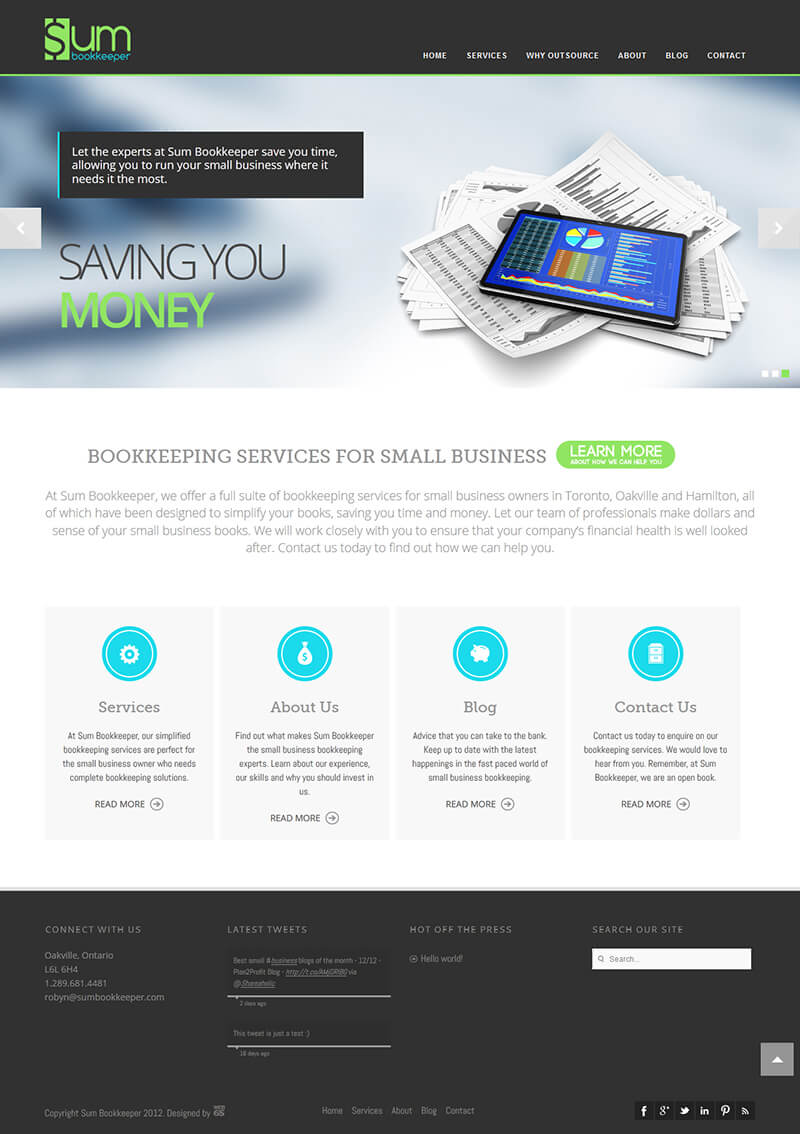 Sum
bookkeeper
HOME SERVICES WHY OUTSOURCE ABOUT BLOG CONTACT
Let the experts at Sum Bookkeeper save you time,
allowing you to run your small business where it
needs it the most.
SAVING YOU
MONEY
BOOKKEEPING SERVICES FOR SMALL BUSINESS
LEARN MORE
ABOUT HOW WE CAN HELP YOU
At Sum Bookkeeper, we offer a full suite of bookkeeping services for small business owners in Toronto, Oakville and Hamilton, all
of which have been designed to simplify your books, saving you time and money. Let our team of professionals make dollars and
sense of your small business books. We will work closely with you to ensure that your company's financial health is well looked
after. Contact us today to find out how we can help you.
Services
At Sum Bookkeeper, our simplified
bookkeeping services are perfect for
the small business owner who needs
complete bookkeeping solutions.
READ MORE
About Us
Find out what makes Sum Bookkeeper
the small business bookkeeping
experts. Learn about our experience,
our skills and why you should invest in
us.
READ MORE
Blog
Advice that you can take to the bank.
Keep up to date with the latest
happenings in the fast paced world of
small business bookkeeping.
READ MORE
Contact Us
Contact us today to enquire on our
bookkeeping services. We would love to
hear from you. Remember, at Sum
Bookkeeper, we are an open book.
READ MORE
CONNECT WITH US
Oakville, Ontario
L6L 6H4
1.289.681.4481
robyn@sumbookkeeper.com
LATEST TWEETS
Best small #business blogs of the month - 12/12 -
Plan2Profit Blog - via
@Shareaholic
2 days ago
This tweet is just a test :)
18 days ago
HOT OFF THE PRESS
Hello world!
SEARCH OUR SITE
Search...
Copyright Sum Bookkeeper 2012. Designed by
Home Services About Blog Contact